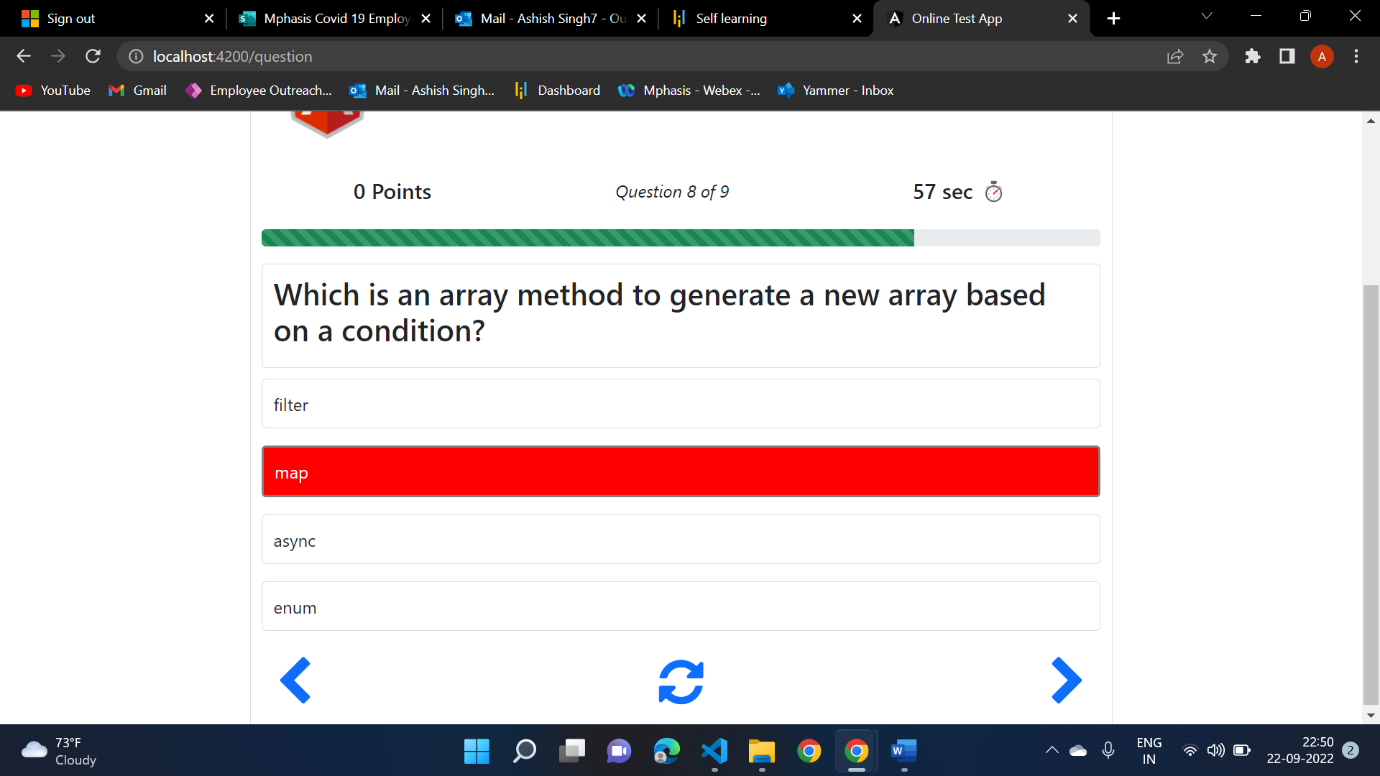 Sign out
Mphasis Covid 19 Employ
Mail - Ashish Singh7 - Ou
Self learning
Online Test App
localhost:4200/question
A
YouTube
Gmail
Employee Outreach...
Mail - Ashish Singh...
Dashboard
Mphasis - Webex -...
Yammer - Inbox
0 Points
Question 8 of 9
57 sec
Which is an array method to generate a new array based
on a condition?
filter
map
async
enum
73°F
Cloudy
ENG
IN
22:50
22-09-2022
2